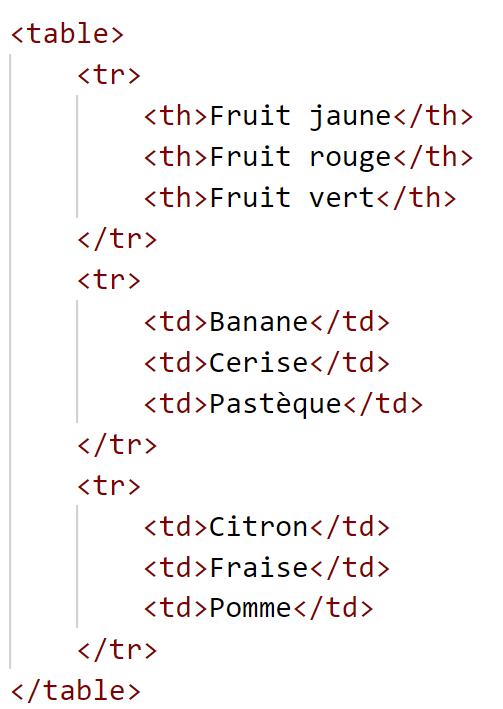 <table>
    <tr>
        <th>Fruit jaune</th>
        <th>Fruit rouge</th>
        <th>Fruit vert</th>
    </tr>
    <tr>
        <td>Banane</td>
        <td>Cerise</td>
        <td>Pastèque</td>
    </tr>
    <tr>
        <td>Citron</td>
        <td>Fraise</td>
        <td>Pomme</td>
    </tr>
</table>